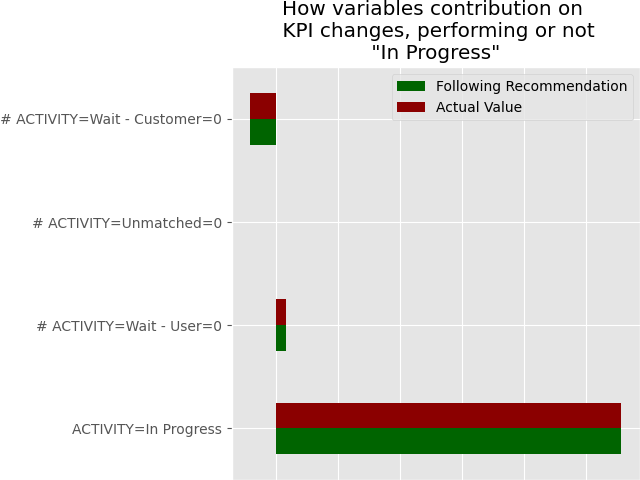 How variables contribution on
KPI changes, performing or not
"In Progress"
Following Recommendation
Actual Value
# ACTIVITY=Wait - Customer=0
# ACTIVITY=Unmatched=0
# ACTIVITY=Wait - User=0
ACTIVITY=In Progress